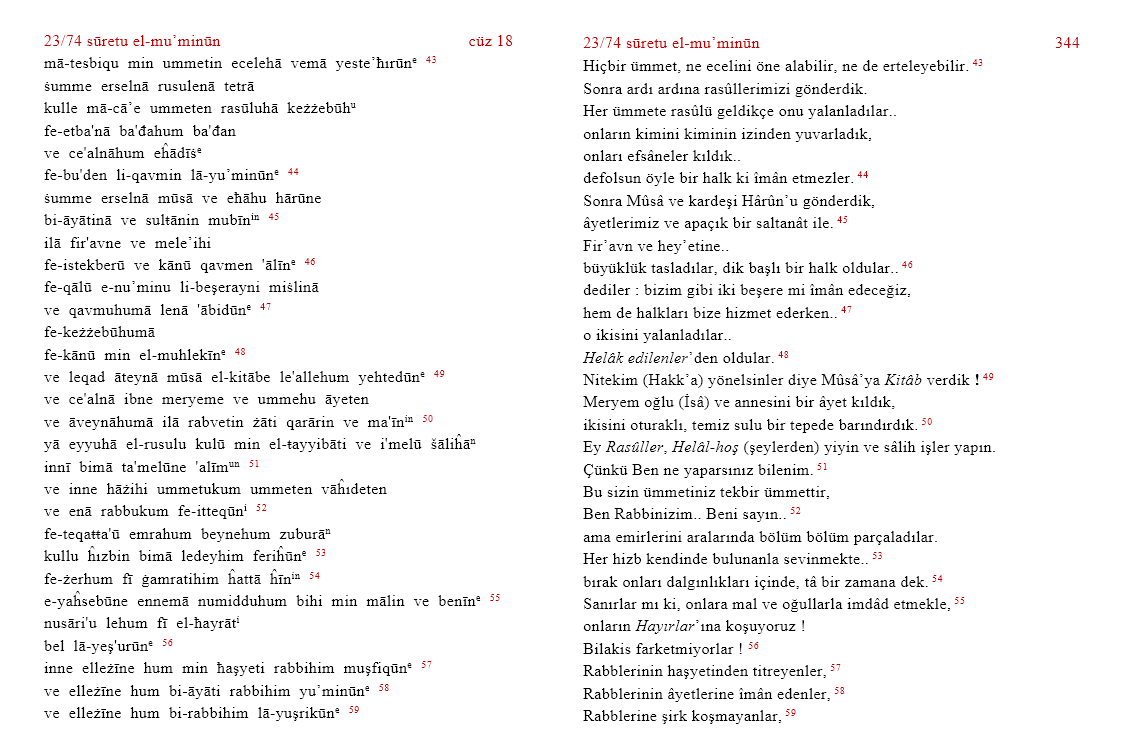 23/74 sūretu el-mu’minūn cüz 18
mā-tesbiqu min ummetin ecelehā vemā yeste’ħırūnᵉ 43
ŝumme erselnā rusulenā tetrā
kulle mā-cā’e ummeten rasūluhā keżżebūhᵘ
fe-etba'nā ba'đahum ba'đan
ve ce'alnāhum eĥādīŝᵉ
fe-bu'den li-qavmin lā-yu’minūnᵉ 44
ŝumme erselnā mūsā ve eħāhu hārūne
bi-āyātinā ve sultānin mubīnⁱⁿ 45
ilā fir'avne ve mele’ihi
fe-istekberū ve kānū qavmen 'ālīnᵉ 46
fe-qālū e-nu’minu li-beşerayni miŝlinā
ve qavmuhumā lenā 'ābidūnᵉ 47
fe-keżżebūhumā
fe-kānū min el-muhlekīnᵉ 48
ve leqad āteynā mūsā el-kitābe le'allehum yehtedūnᵉ 49
ve ce'alnā ibne meryeme ve ummehu āyeten
ve āveynāhumā ilā rabvetin żāti qarārin ve ma'īnⁱⁿ 50
yā eyyuhā el-rusulu kulū min el-ŧayyibāti ve i'melū šāliĥāⁿ
innī bimā ta'melūne 'alīmᵘⁿ 51
ve inne hāżihi ummetukum ummeten vāĥıdeten
ve enā rabbukum fe-itteqūnⁱ 52
fe-teqaŧŧa'ū emrahum beynehum zuburāⁿ
kullu ĥızbin bimā ledeyhim feriĥūnᵉ 53
fe-żerhum fī ġamratihim ĥattā ĥīnⁱⁿ 54
e-yaĥsebūne ennemā numidduhum bihi min mālin ve benīnᵉ 55
nusāri'u lehum fī el-ħayrātⁱ
bel lā-yeş'urūnᵉ 56
inne elleżīne hum min ħaşyeti rabbihim muşfiqūnᵉ 57
ve elleżīne hum bi-āyāti rabbihim yu’minūnᵉ 58
ve elleżīne hum bi-rabbihim lā-yuşrikūnᵉ 59
23/74 sūretu el-mu’minūn 344
Hiçbir ümmet, ne ecelini öne alabilir, ne de erteleyebilir. 43
Sonra ardı ardına rasûllerimizi gönderdik.
Her ümmete rasûlü geldikçe onu yalanladılar..
onların kimini kiminin izinden yuvarladık,
onları efsâneler kıldık..
defolsun öyle bir halk ki îmân etmezler. 44
Sonra Mûsâ ve kardeşi Hârûn’u gönderdik,
âyetlerimiz ve apaçık bir saltanât ile. 45
Fir’avn ve hey’etine..
büyüklük tasladılar, dik başlı bir halk oldular.. 46
dediler : bizim gibi iki beşere mi îmân edeceğiz,
hem de halkları bize hizmet ederken.. 47
o ikisini yalanladılar..
Helâk edilenler’den oldular. 48
Nitekim (Hakk’a) yönelsinler diye Mûsâ’ya Kitâb verdik ! 49
Meryem oğlu (İsâ) ve annesini bir âyet kıldık,
ikisini oturaklı, temiz sulu bir tepede barındırdık. 50
Ey Rasûller, Helâl-hoş (şeylerden) yiyin ve sâlih işler yapın.
Çünkü Ben ne yaparsınız bilenim. 51
Bu sizin ümmetiniz tekbir ümmettir,
Ben Rabbinizim.. Beni sayın.. 52
ama emirlerini aralarında bölüm bölüm parçaladılar.
Her hizb kendinde bulunanla sevinmekte.. 53
bırak onları dalgınlıkları içinde, tâ bir zamana dek. 54
Sanırlar mı ki, onlara mal ve oğullarla imdâd etmekle, 55
onların Hayırlar’ına koşuyoruz !
Bilakis farketmiyorlar ! 56
Rabblerinin haşyetinden titreyenler, 57
Rabblerinin âyetlerine îmân edenler, 58
Rabblerine şirk koşmayanlar, 59